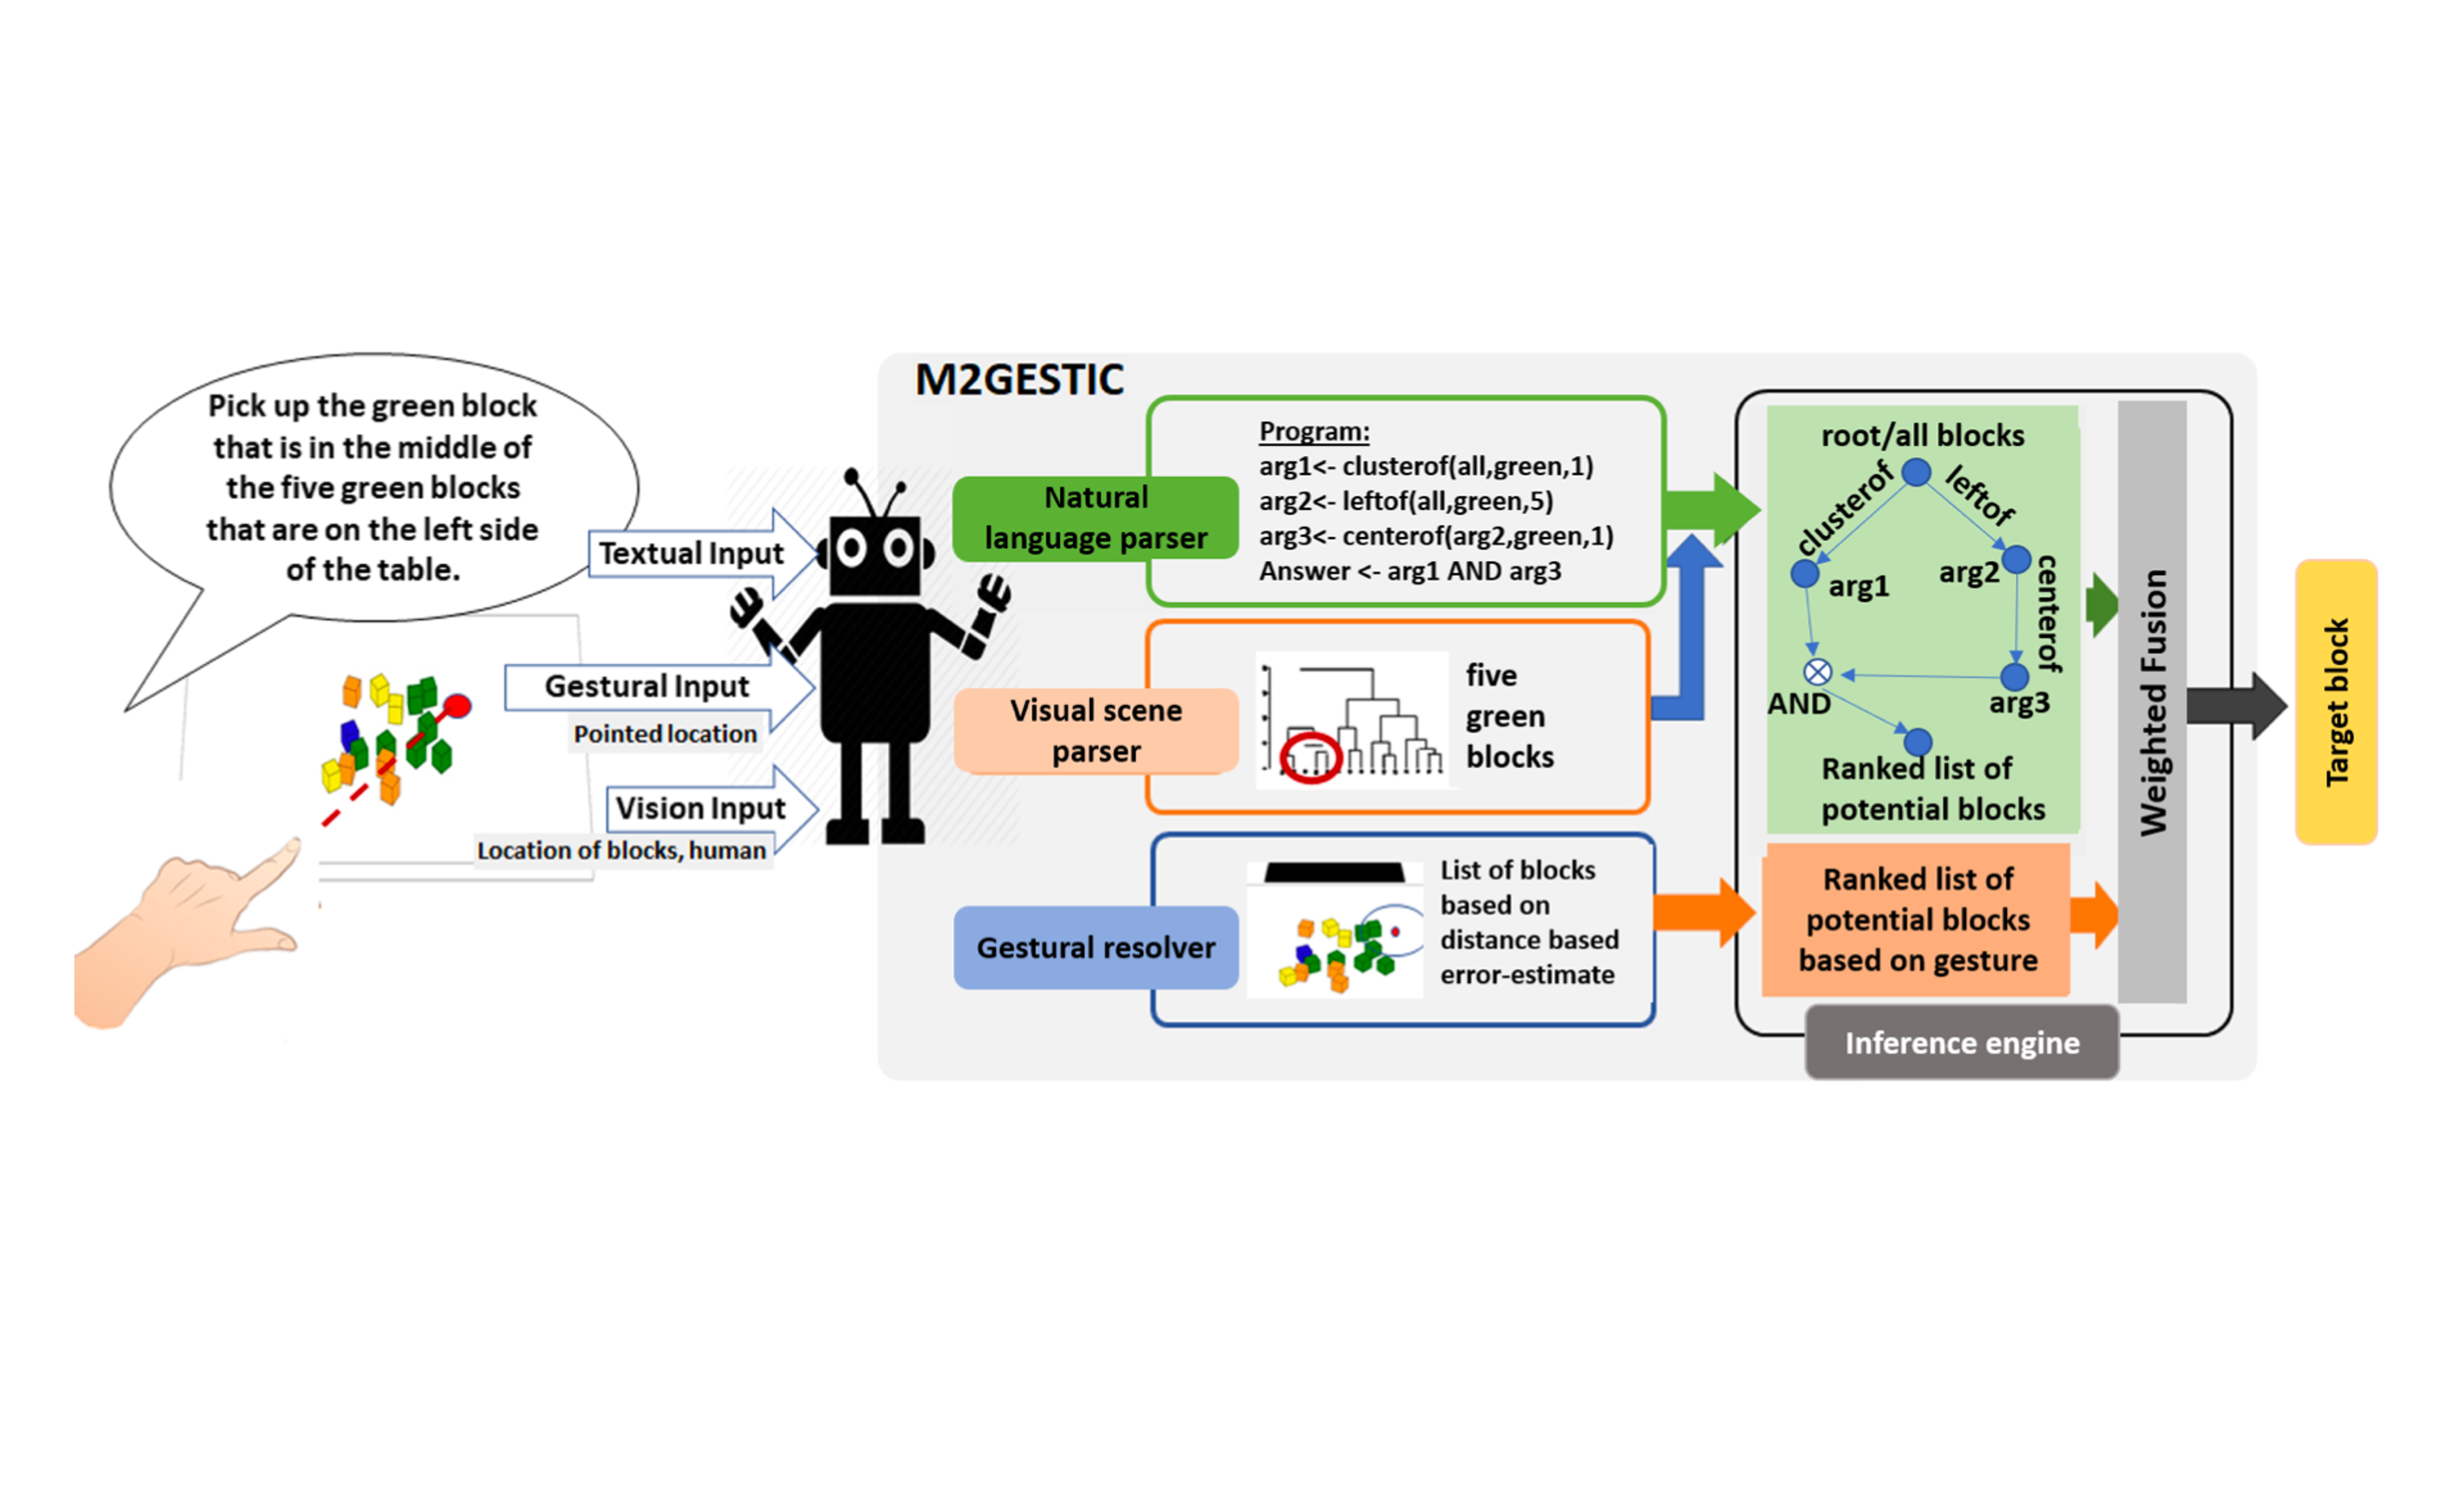 Pick up the green block
that is in the middle of
the five green blocks
that are on the left side
of the table.
Textual Input
Gestural Input
Pointed location
Vision Input
Location of blocks, human
M2GESTIC
Natural
language parser
Program:
arg1<- clusterof(all,green,1)
arg2<- leftof(all,green,5)
arg3<- centerof(arg2,green,1)
Answer <- arg1 AND arg3
Visual scene
parser
five
green
blocks
Gestural resolver
List of blocks
based on
distance based
error-estimate
root/all blocks
clusterof
leftof
arg1
arg2
centerof
AND
arg3
Ranked list of
potential blocks
Ranked list of
potential blocks
based on gesture
Weighted Fusion
Inference engine
Target block